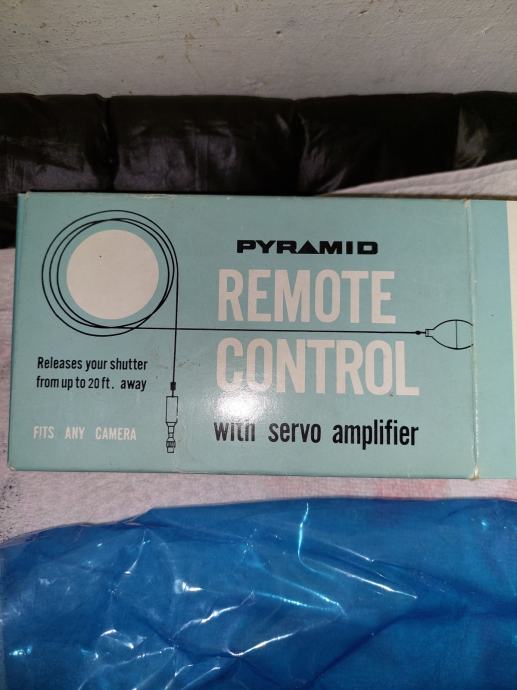 PYRAMID
REMOTE
CONTROL
with servo amplifier
Releases your shutter
from up to 20 ft. away
FITS ANY CAMERA